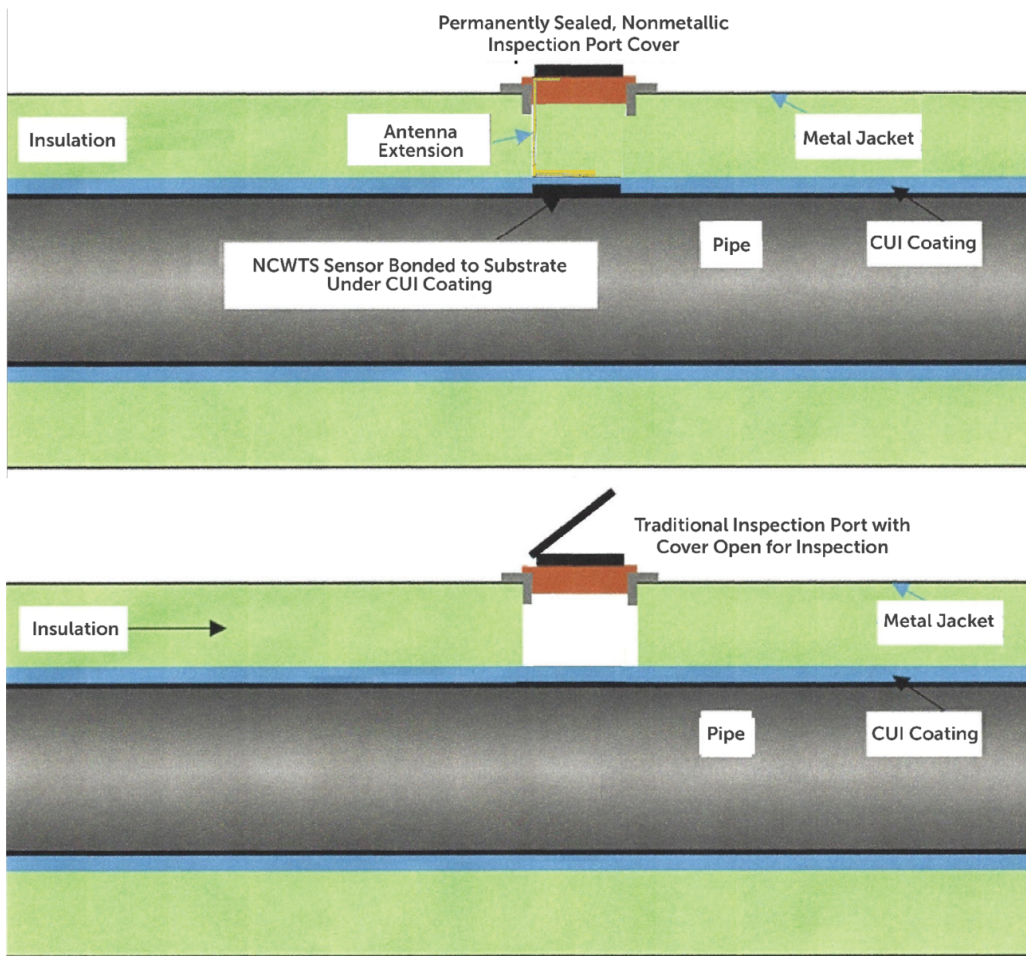 Permanently Sealed, Nonmetallic
Inspection Port Cover
Insulation
Antenna
Extension
Metal Jacket
NCWTS Sensor Bonded to Substrate
Under CUI Coating
Pipe
CUI Coating
Traditional Inspection Port with
Cover Open for Inspection
Insulation
Metal Jacket
Pipe
CUI Coating